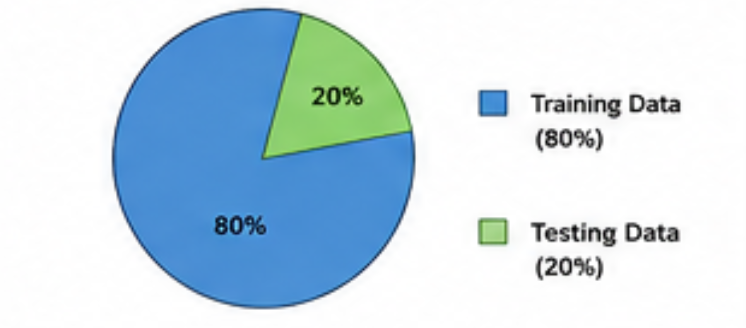 20%
80%
Training Data
(80%)
Testing Data
(20%)